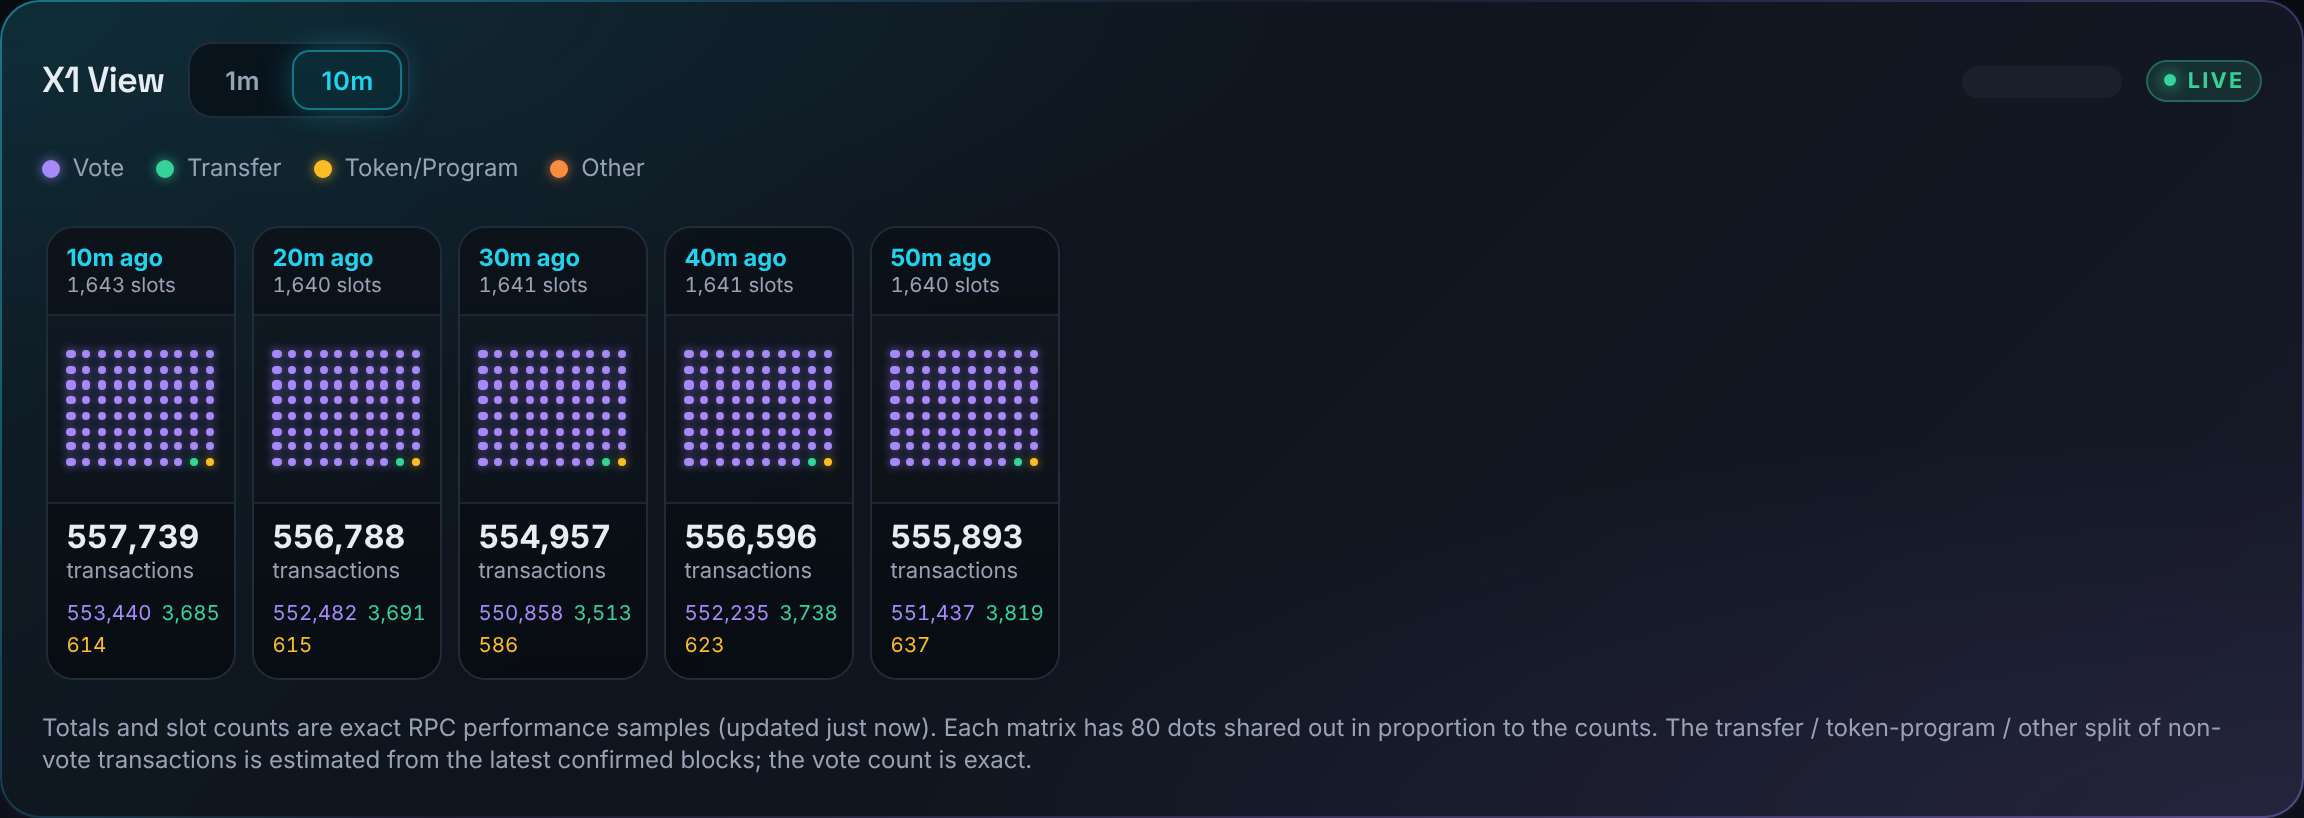 X1 View
1m
10m
LIVE
Vote
Transfer
Token/Program
Other
10m ago
1,643 slots
557,739
transactions
553,440 3,685
614
20m ago
1,640 slots
556,788
transactions
552,482 3,691
615
30m ago
1,641 slots
554,957
transactions
550,858 3,513
586
40m ago
1,641 slots
556,596
transactions
552,235 3,738
623
50m ago
1,640 slots
555,893
transactions
551,437 3,819
637
Totals and slot counts are exact RPC performance samples (updated just now). Each matrix has 80 dots shared out in proportion to the counts. The transfer / token-program / other split of non-
vote transactions is estimated from the latest confirmed blocks; the vote count is exact.